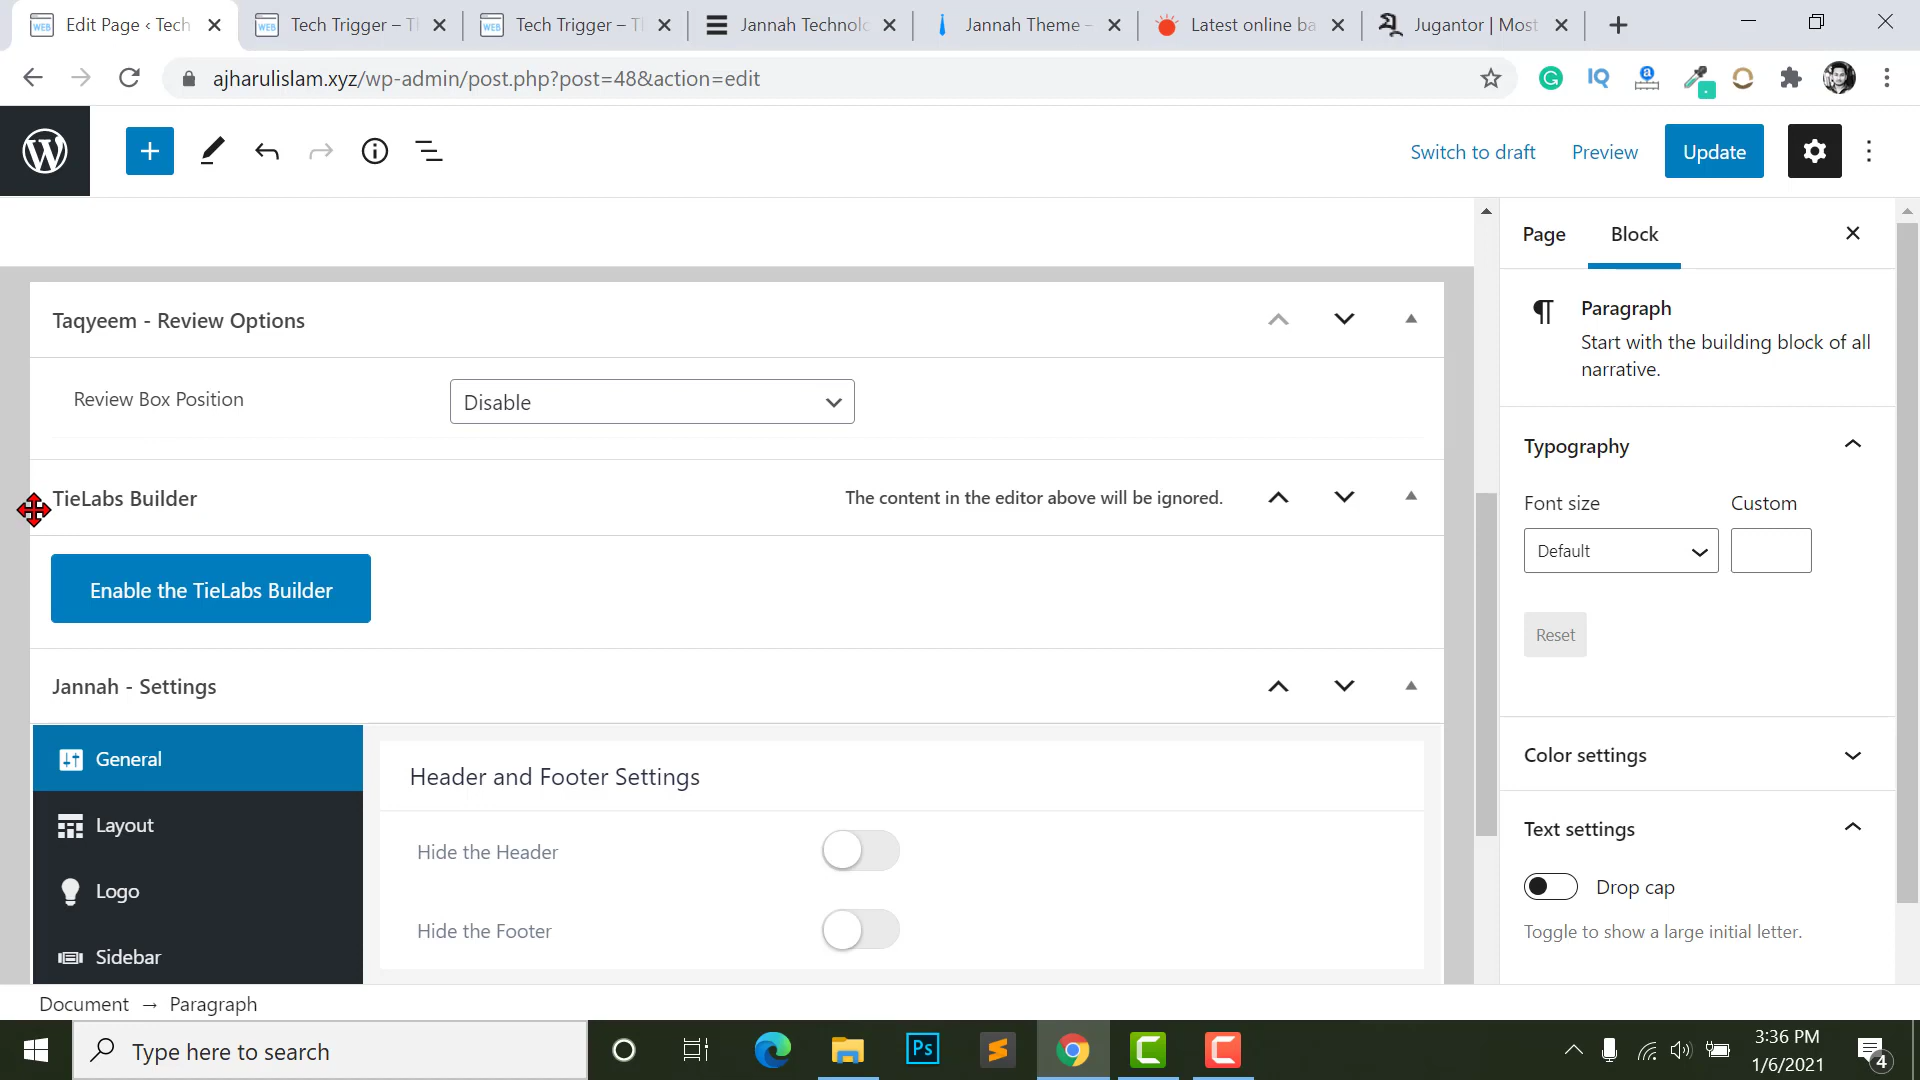 Edit Page ‹ Tech
Tech Trigger – Th
Tech Trigger – Th
Jannah Technolo
Jannah Theme -
Latest online ba
Jugantor | Most
ajharulislam.xyz/wp-admin/post.php?post=48&action=edit
IQ
Switch to draft
Preview
Update
Page
Block
Taqyeem - Review Options
Paragraph
Start with the building block of all
narrative.
Review Box Position
Disable
Typography
TieLabs Builder
The content in the editor above will be ignored.
Font size
Custom
Default
Enable the TieLabs Builder
Reset
Jannah - Settings
General
Header and Footer Settings
Color settings
Layout
Text settings
Hide the Header
Logo
Drop cap
Hide the Footer
Toggle to show a large initial letter.
Sidebar
Document → Paragraph
Type here to search
Ps
3:36 PM
1/6/2021
4